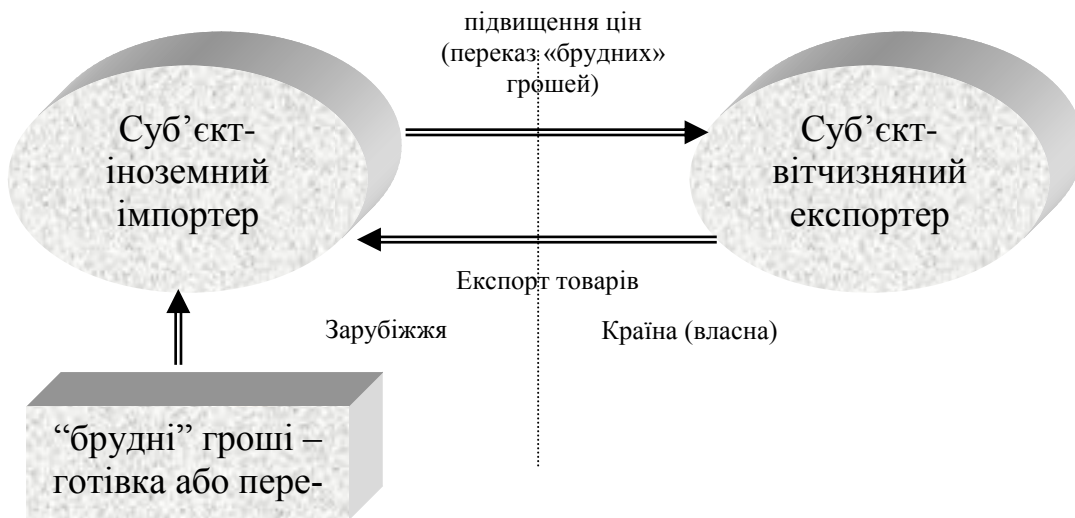 підвищення цін
(переказ «брудних»
грошей)
Суб’єкт-
іноземний
імпортер
Суб’єкт-
вітчизняний
експортер
Експорт товарів
Зарубіжжя
Країна (власна)
“брудні” гроші –
готівка або пере-